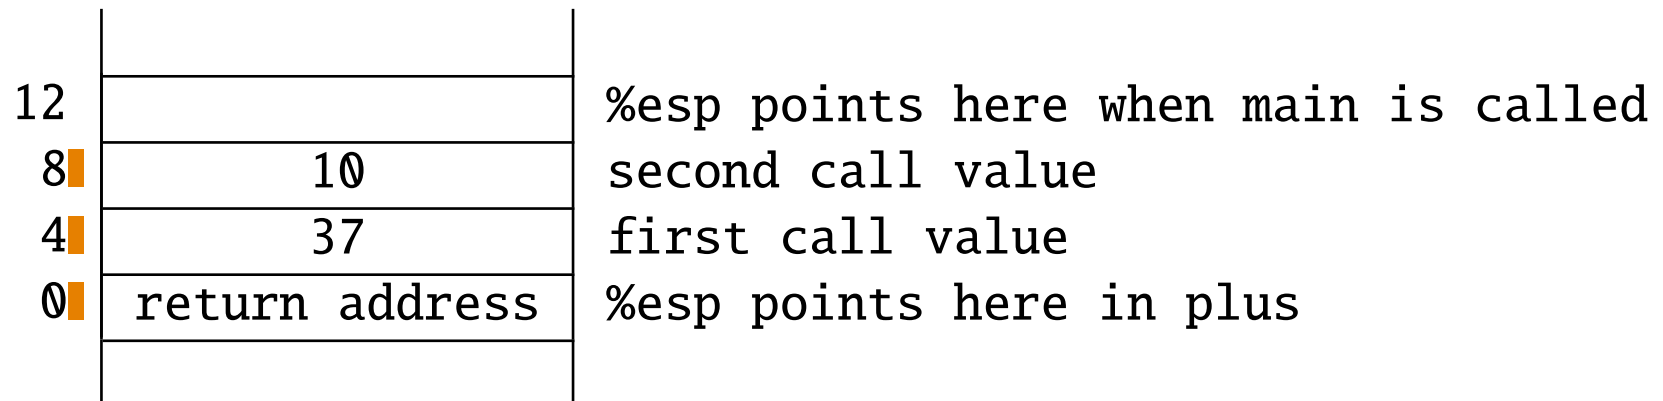 12 %esp points here when main is called
8 10 second call value
4 37 first call value
0 return address %esp points here in plus